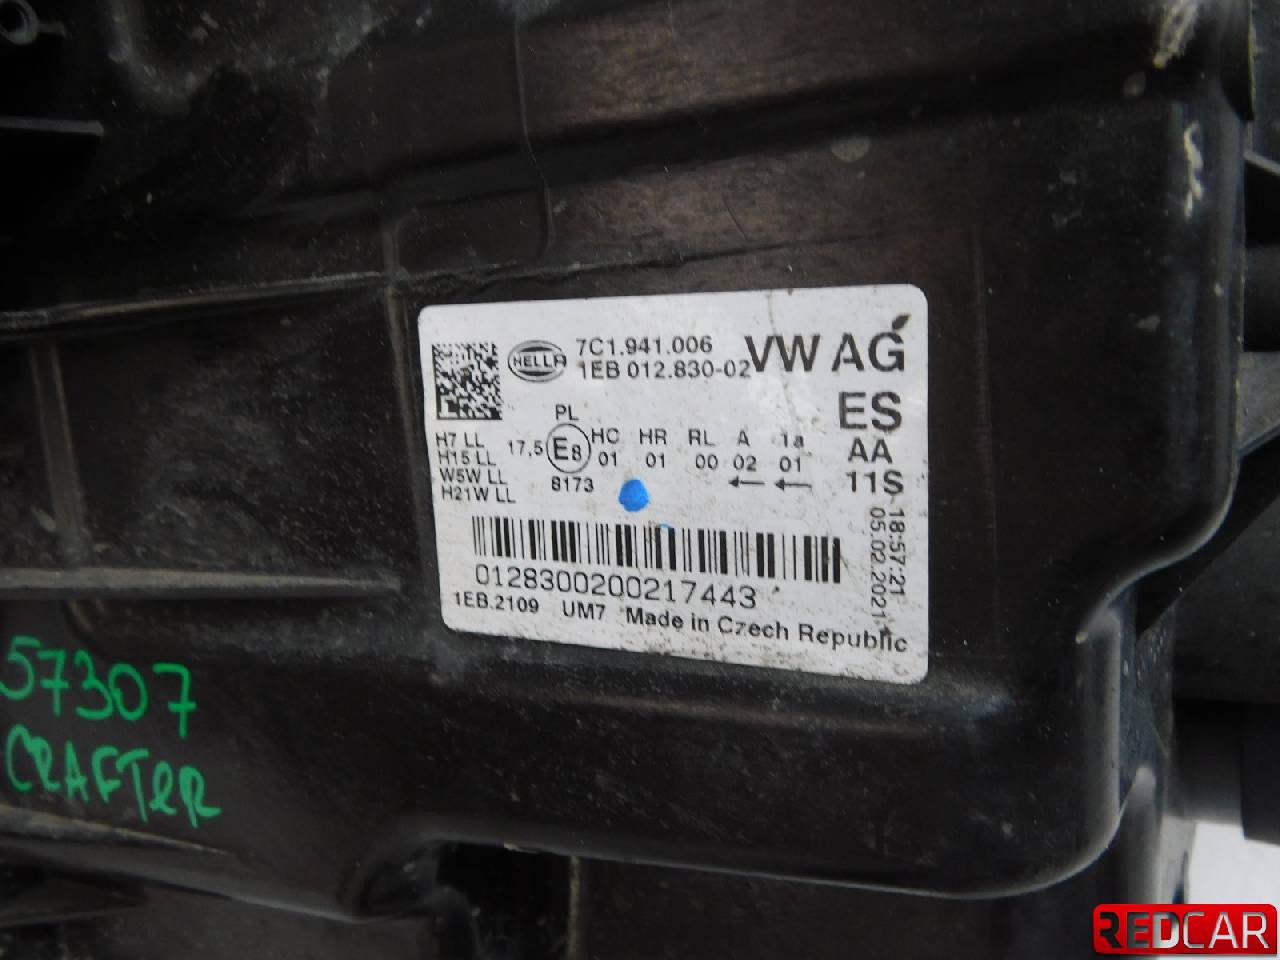 HELLA
7C1.941.006
1EB 012.830-02
VW AG
ES
AA
11S
PL
H7 LL
H15 LL
W5W LL
H21W LL
17,5 E8 HC HR RL A 1a
01 01 00 02 01
8173 ← ←
18:57:21
05.02.2021
0128300200217443
1EB.2109 UM7 Made in Czech Republic
57307
CRAFTER
REDCAR